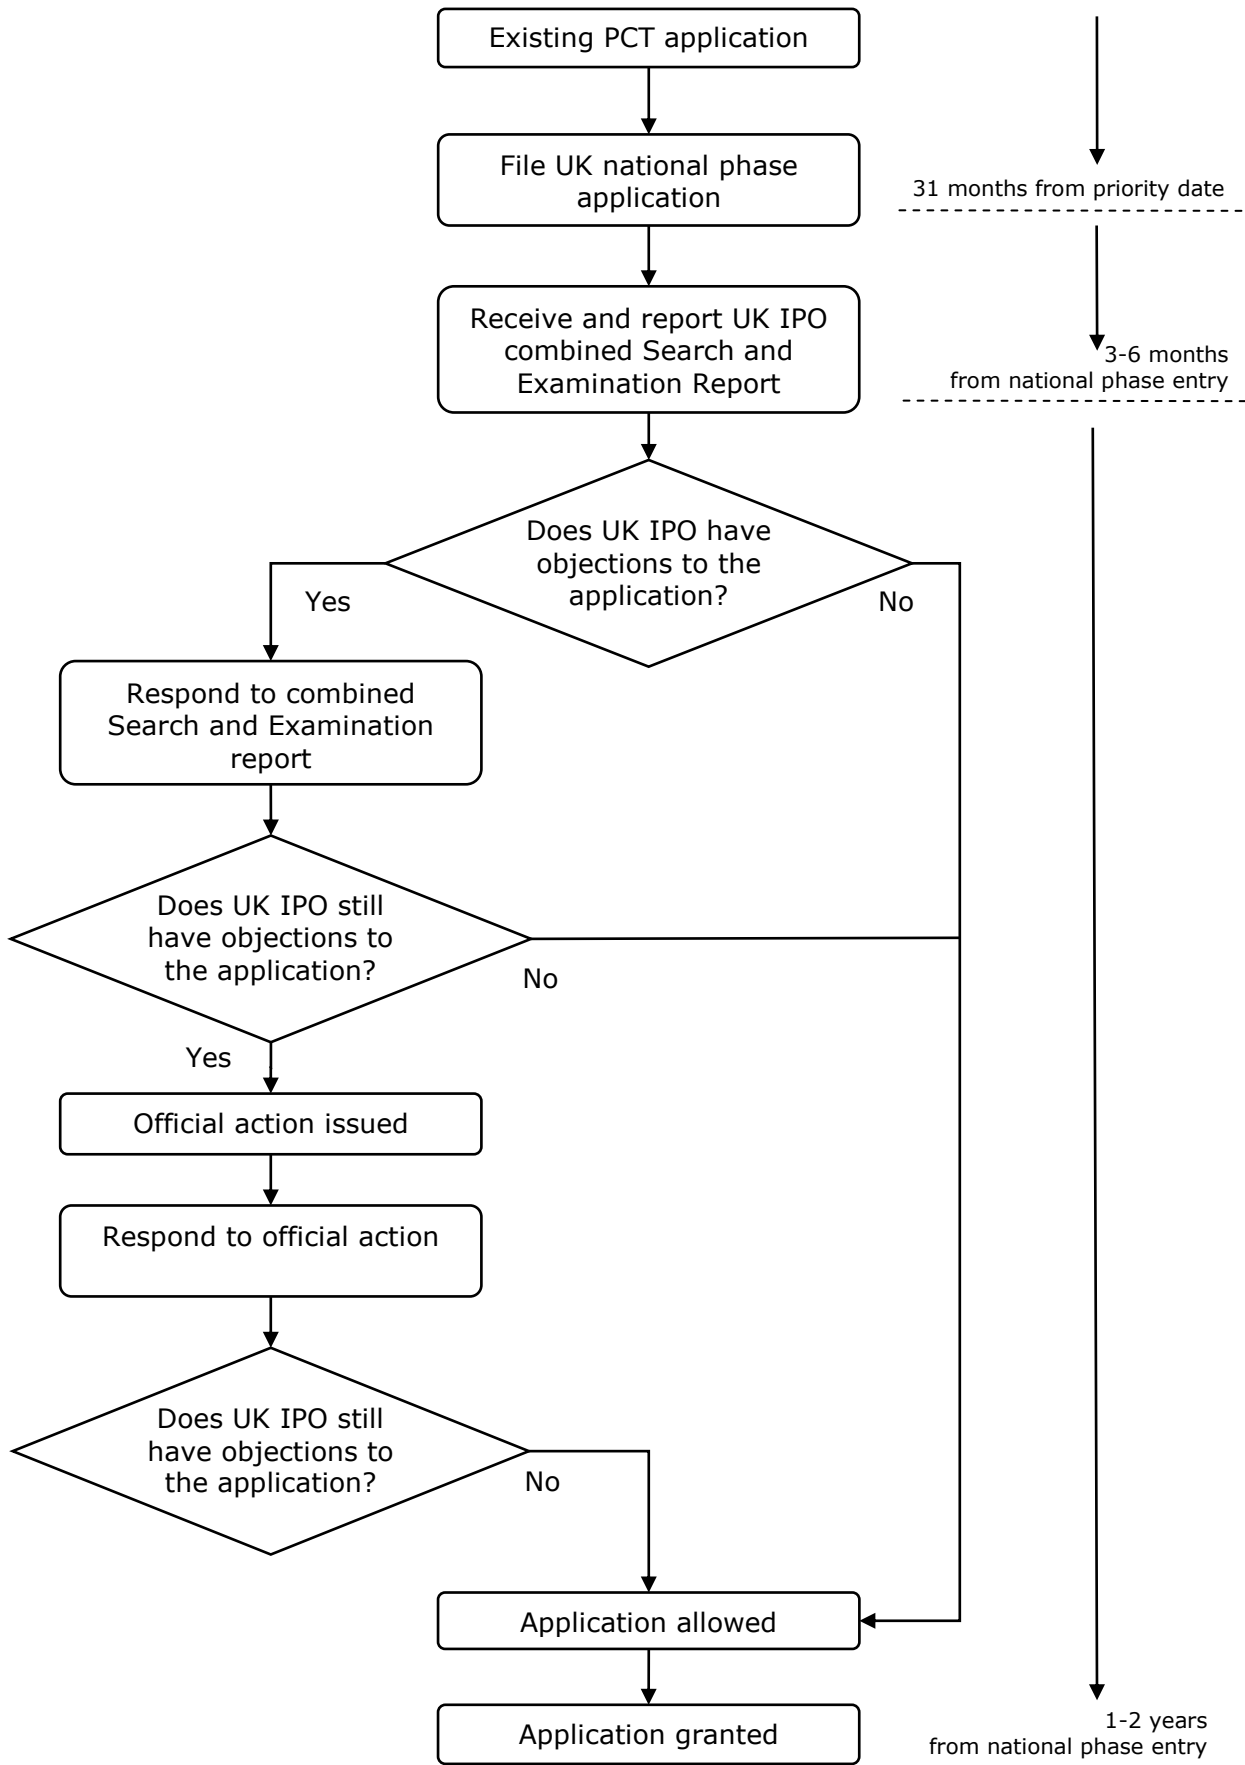 Existing PCT application
File UK national phase
application
31 months from priority date
Receive and report UK IPO
combined Search and
Examination Report
3-6 months
from national phase entry
Does UK IPO have
objections to the
application?
Yes
No
Respond to combined
Search and Examination
report
Does UK IPO still
have objections to
the application?
No
Yes
Official action issued
Respond to official action
Does UK IPO still
have objections to
the application?
No
Application allowed
Application granted
1-2 years
from national phase entry